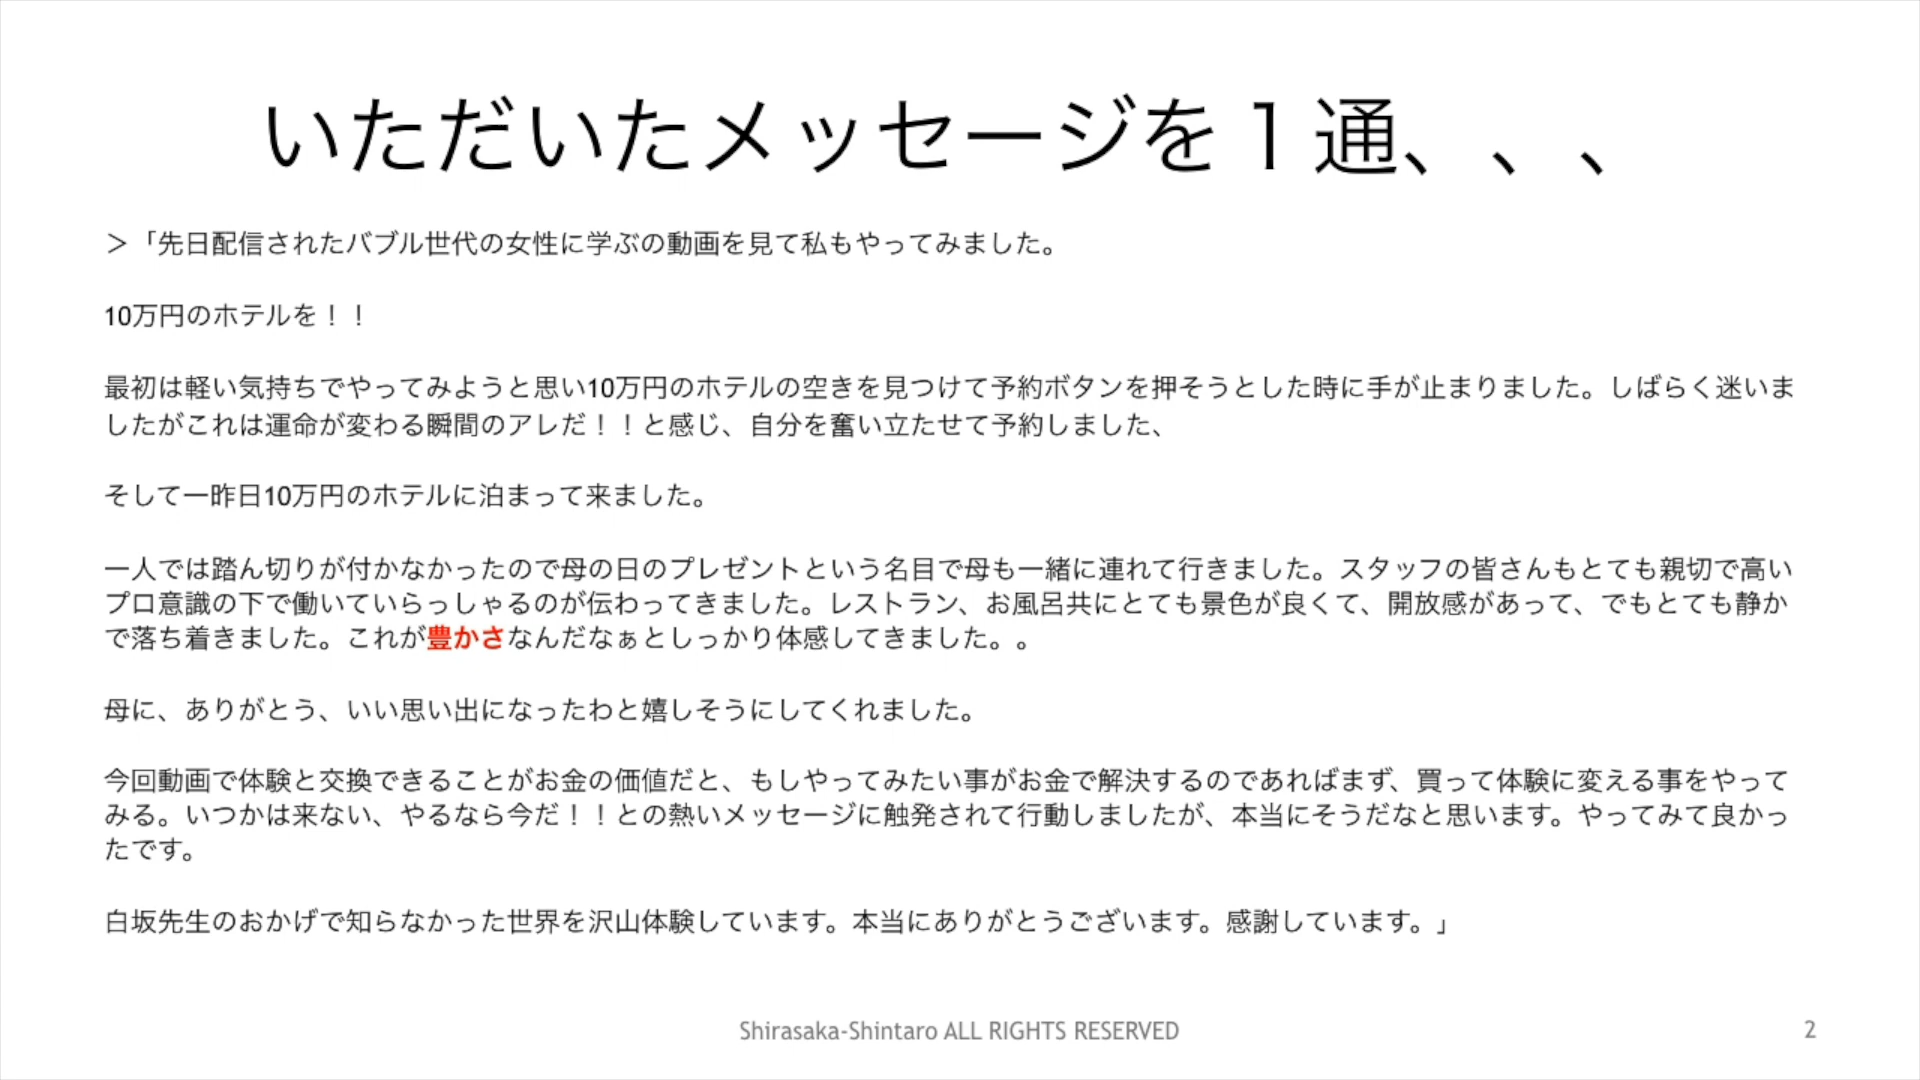 いただいたメッセージを１通、、、
＞「先日配信されたバブル世代の女性に学ぶの動画を見て私もやってみました。
10万円のホテルを！！
最初は軽い気持ちでやってみようと思い10万円のホテルの空きを見つけて予約ボタンを押そうとした時に手が止まりました。しばらく迷いま
したがこれは運命が変わる瞬間のアレだ！！と感じ、自分を奮い立たせて予約しました、
そして一昨日10万円のホテルに泊まって来ました。
一人では踏ん切りが付かなかったので母の日のプレゼントという名目で母も一緒に連れて行きました。スタッフの皆さんもとても親切で高い
プロ意識の下で働いていらっしゃるのが伝わってきました。レストラン、お風呂共にとても景色が良くて、開放感があって、でもとても静か
で落ち着きました。これが豊かさなんだなぁとしっかり体感してきました。。
母に、ありがとう、いい思い出になったわと嬉しそうにしてくれました。
今回動画で体験と交換できることがお金の価値だと、もしやってみたい事がお金で解決するのであればまず、買って体験に変える事をやって
みる。いつかは来ない、やるなら今だ！！との熱いメッセージに触発されて行動しましたが、本当にそうだなと思います。やってみて良かっ
たです。
白坂先生のおかげで知らなかった世界を沢山体験しています。本当にありがとうございます。感謝しています。」
Shirasaka-Shintaro ALL RIGHTS RESERVED
2